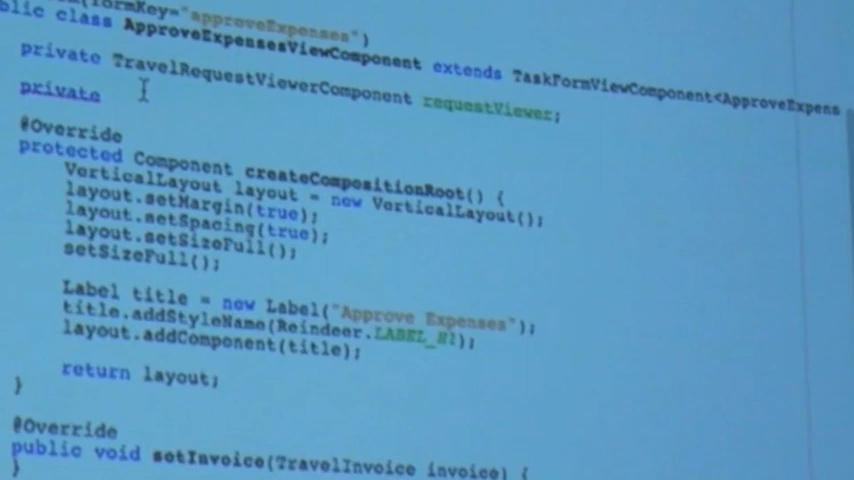 formKey="approveExpenses")
blic class ApproveExpensesViewComponent extends TaskFormViewComponent<ApproveExpens
private TravelRequestViewerComponent requestViewer;
private
@Override
protected Component createCompositionRoot() {
VerticalLayout layout = new VerticalLayout();
layout.setMargin(true);
layout.setSpacing(true);
layout.setSizeFull();
setSizeFull();
Label title = new Label("Approve Expenses");
title.addStyleName(Reindeer.LABEL_H1);
layout.addComponent(title);
return layout;
}
@Override
public void setInvoice(TravelInvoice invoice) {
}